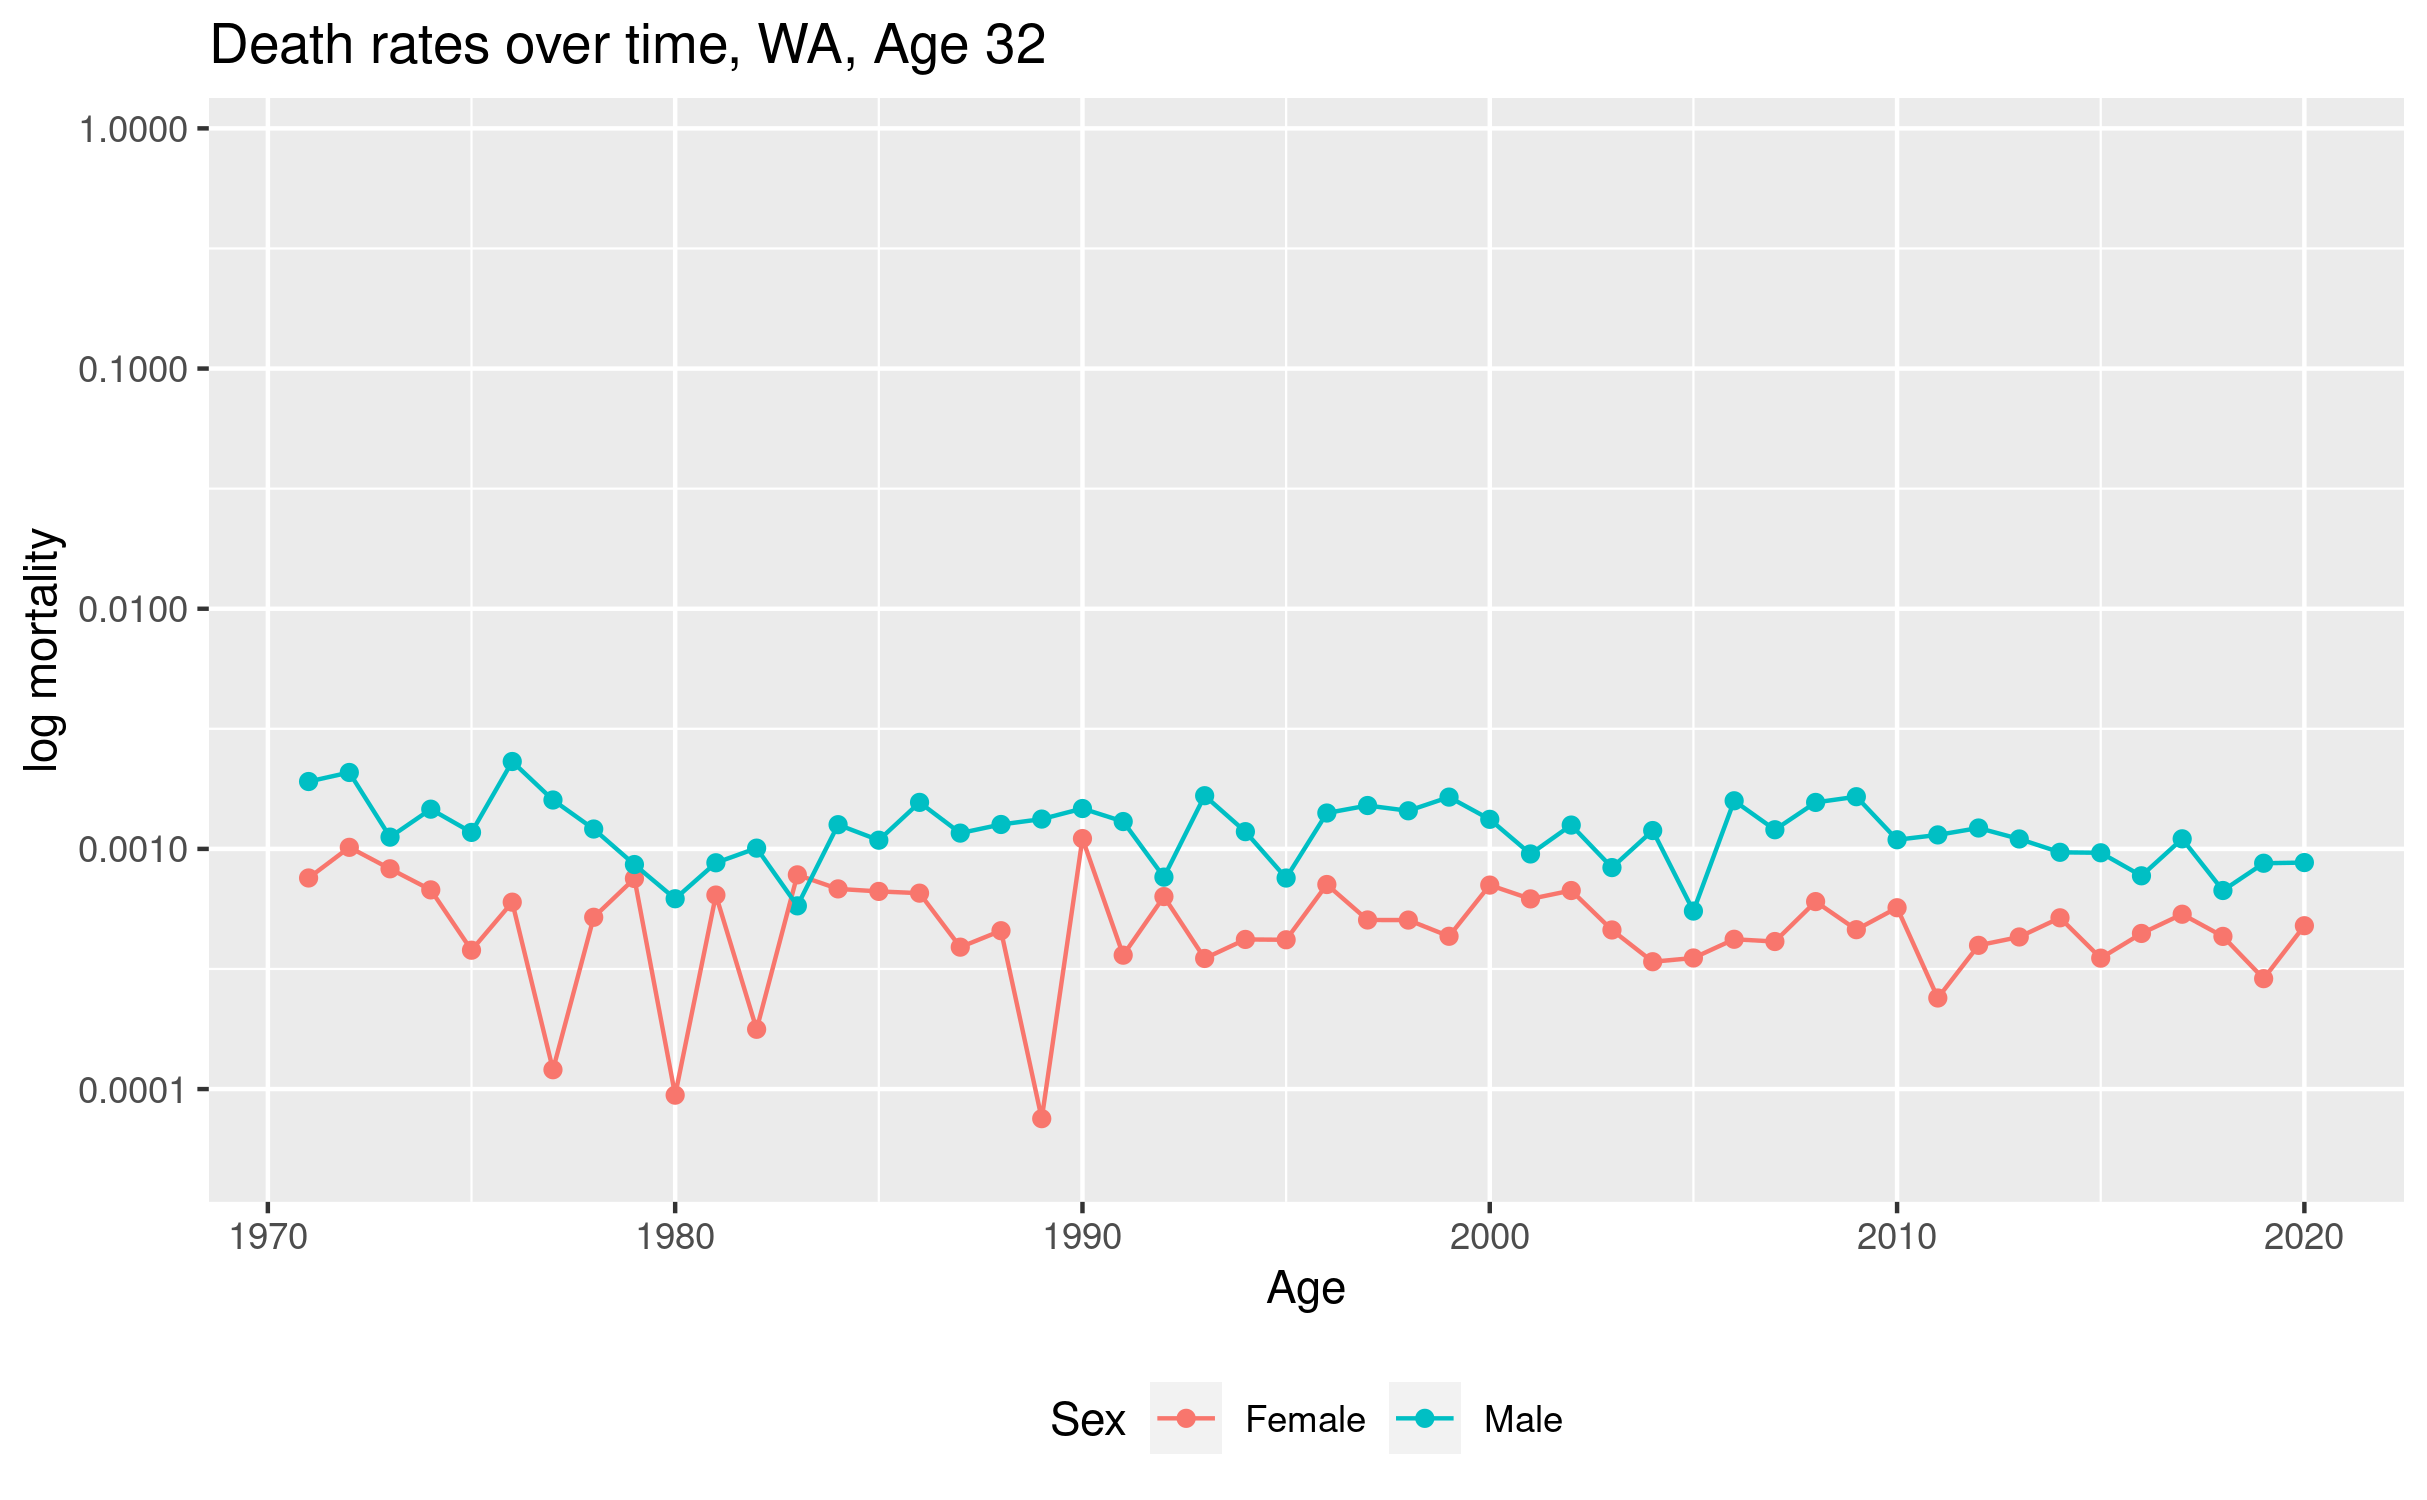 Death rates over time, WA, Age 32
log mortality
1.0000
0.1000
0.0100
0.0010
0.0001
1970 1980 1990 2000 2010 2020
Age
Sex Female Male